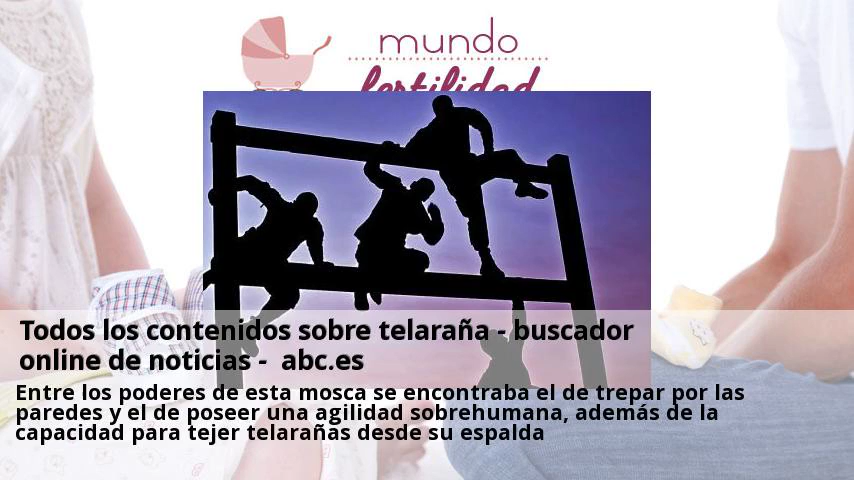 mundo
fertilidad
Todos los contenidos sobre telaraña - buscador
online de noticias - abc.es
Entre los poderes de esta mosca se encontraba el de trepar por las
paredes y el de poseer una agilidad sobrehumana, además de la
capacidad para tejer telarañas desde su espalda